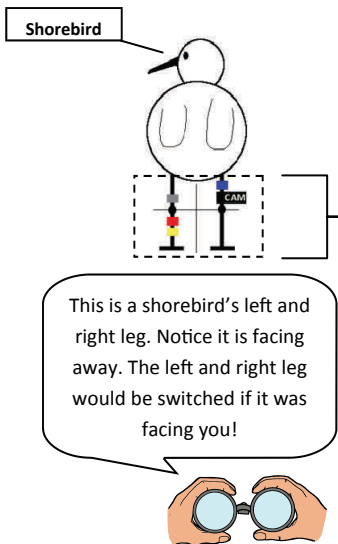 Shorebird
CAM
This is a shorebird's left and
right leg. Notice it is facing
away. The left and right leg
would be switched if it was
facing you!